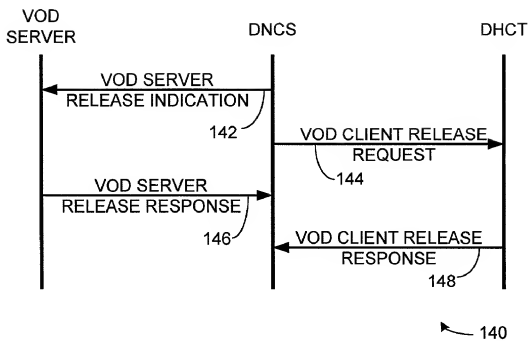 VOD
SERVER
DNCS
DHCT
VOD SERVER
RELEASE INDICATION
142
VOD CLIENT RELEASE
REQUEST
144
VOD SERVER
RELEASE RESPONSE
146
VOD CLIENT RELEASE
RESPONSE
148
140